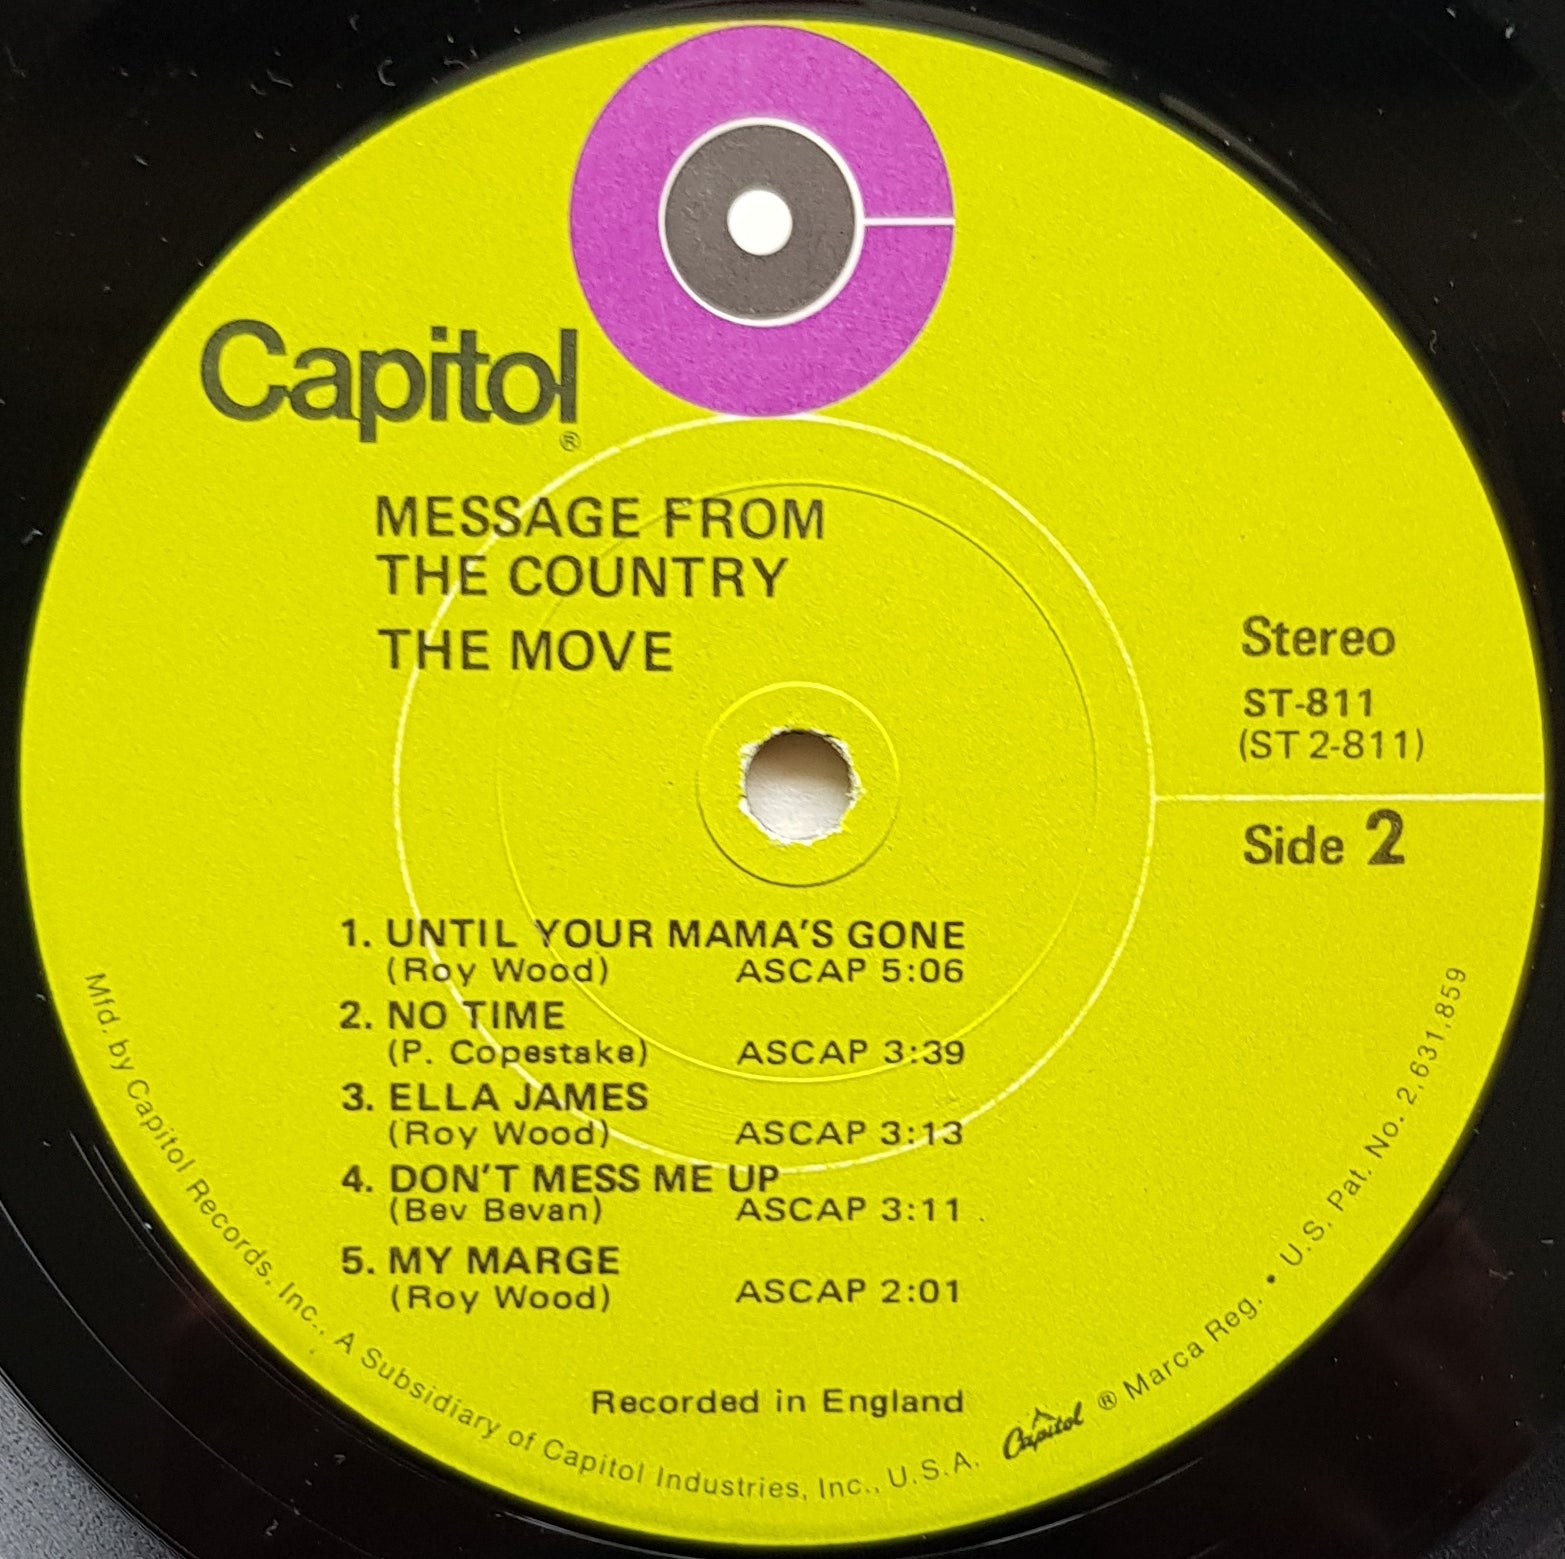 Capitol®
MESSAGE FROM
THE COUNTRY
THE MOVE
Stereo
ST-811
(ST 2-811)
Side 2
1. UNTIL YOUR MAMA'S GONE
(Roy Wood) ASCAP 5:06
2. NO TIME
(P. Copestake) ASCAP 3:39
3. ELLA JAMES
(Roy Wood) ASCAP 3:13
4. DON'T MESS ME UP
(Bev Bevan) ASCAP 3:11
5. MY MARGE
(Roy Wood) ASCAP 2:01
Recorded in England
Mfd. by Capitol Records, Inc., A Subsidiary of Capitol Industries, Inc., U.S.A. Capitol ® Marca Reg. • U.S. Pat. No. 2,631,859